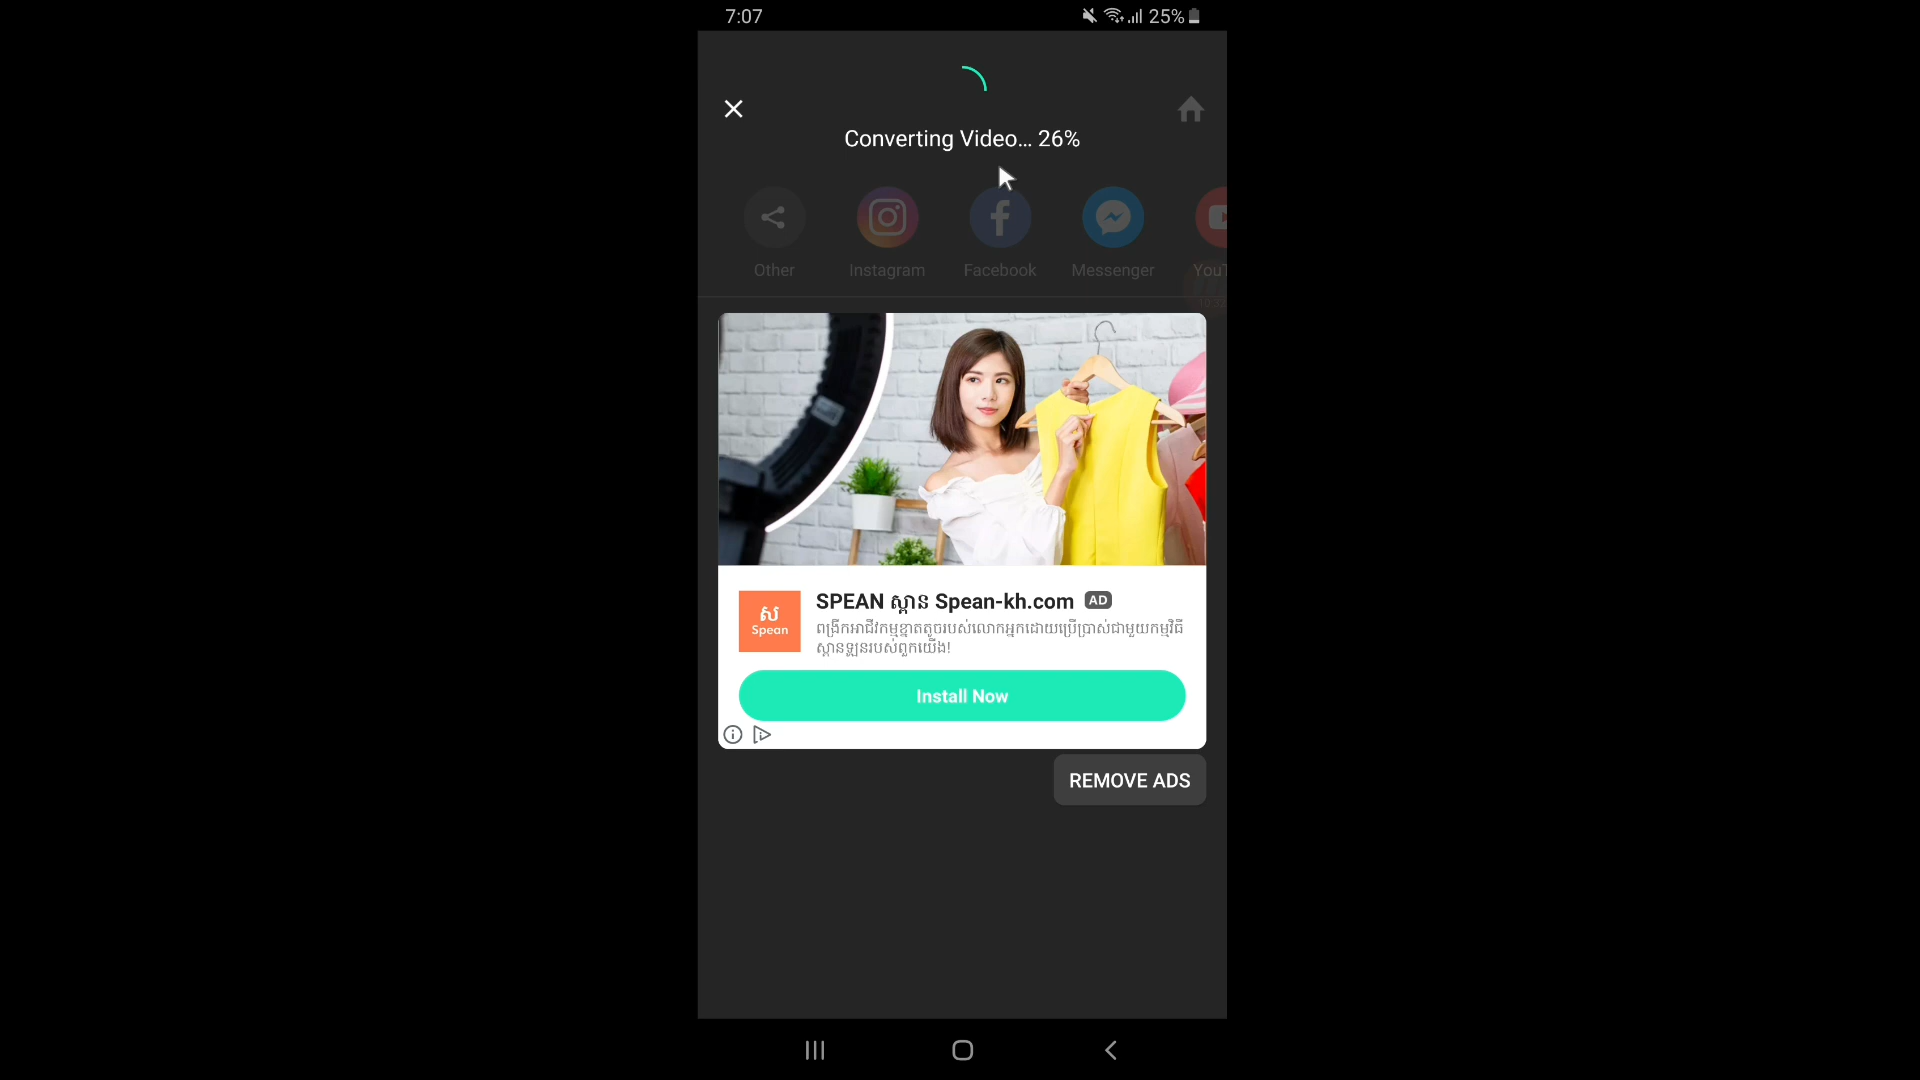 7:07
25%
Converting Video... 26%
Other
Instagram
Facebook
Messenger
YouT
SPEAN ស្ពាន Spean-kh.com AD
ស
Spean
ពង្រីកអាជីវកម្មខ្នាតតូចរបស់លោកអ្នកដោយប្រើប្រាស់ជាមួយកម្មវិធី
ស្ពានឡូនរបស់ពួកយើង!
Install Now
REMOVE ADS